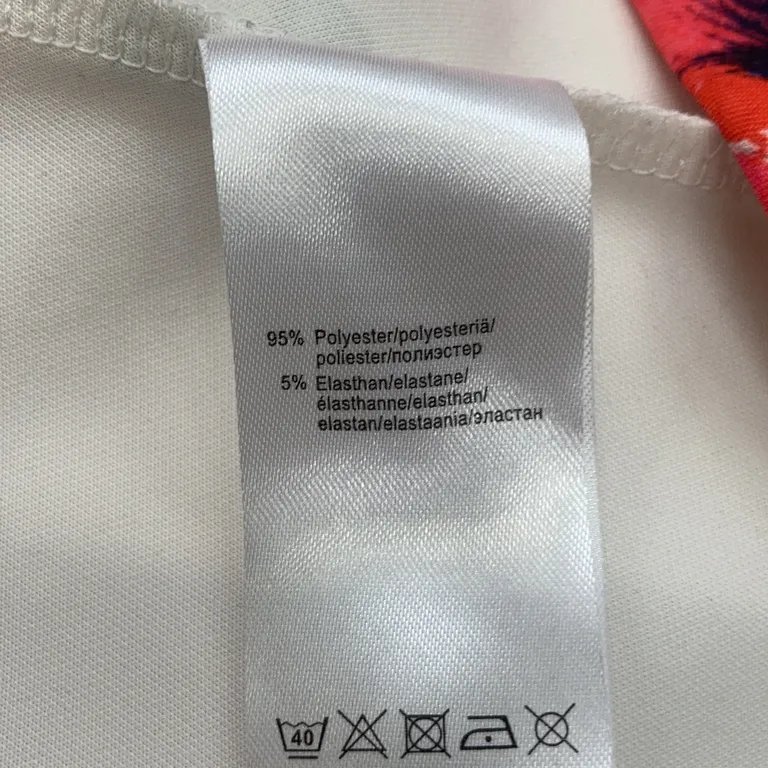 95% Polyester/polyesteriä/
poliester/полиэстер
5% Elasthan/elastane/
élasthanne/elasthan/
elastan/elastaania/эластан
40